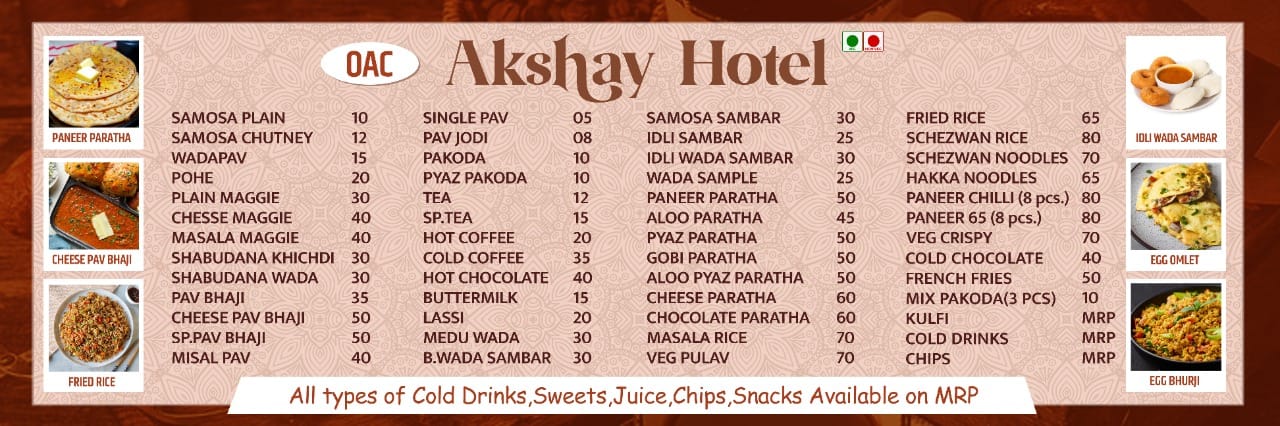 OAC
Akshay Hotel
SAMOSA PLAIN 10
SAMOSA CHUTNEY 12
WADAPAV 15
POHE 20
PLAIN MAGGIE 30
CHESSE MAGGIE 40
MASALA MAGGIE 40
SHABUDANA KHICHDI 30
SHABUDANA WADA 30
PAV BHAJI 35
CHEESE PAV BHAJI 50
SP.PAV BHAJI 50
MISAL PAV 40
SINGLE PAV 05
PAV JODI 08
PAKODA 10
PYAZ PAKODA 10
TEA 12
SP.TEA 15
HOT COFFEE 20
COLD COFFEE 35
HOT CHOCOLATE 40
BUTTERMILK 15
LASSI 20
MEDU WADA 30
B.WADA SAMBAR 30
SAMOSA SAMBAR 30
IDLI SAMBAR 25
IDLI WADA SAMBAR 30
WADA SAMPLE 25
PANEER PARATHA 50
ALOO PARATHA 45
PYAZ PARATHA 50
GOBI PARATHA 50
ALOO PYAZ PARATHA 50
CHEESE PARATHA 60
CHOCOLATE PARATHA 60
MASALA RICE 70
VEG PULAV 70
FRIED RICE 65
SCHEZWAN RICE 80
SCHEZWAN NOODLES 70
HAKKA NOODLES 65
PANEER CHILLI (8 pcs.) 80
PANEER 65 (8 pcs.) 80
VEG CRISPY 70
COLD CHOCOLATE 40
FRENCH FRIES 50
MIX PAKODA(3 PCS) 10
KULFI MRP
COLD DRINKS MRP
CHIPS MRP
PANEER PARATHA
CHEESE PAV BHAJI
FRIED RICE
IDLI WADA SAMBAR
EGG OMLET
EGG BHURJI
All types of Cold Drinks,Sweets,Juice,Chips,Snacks Available on MRP